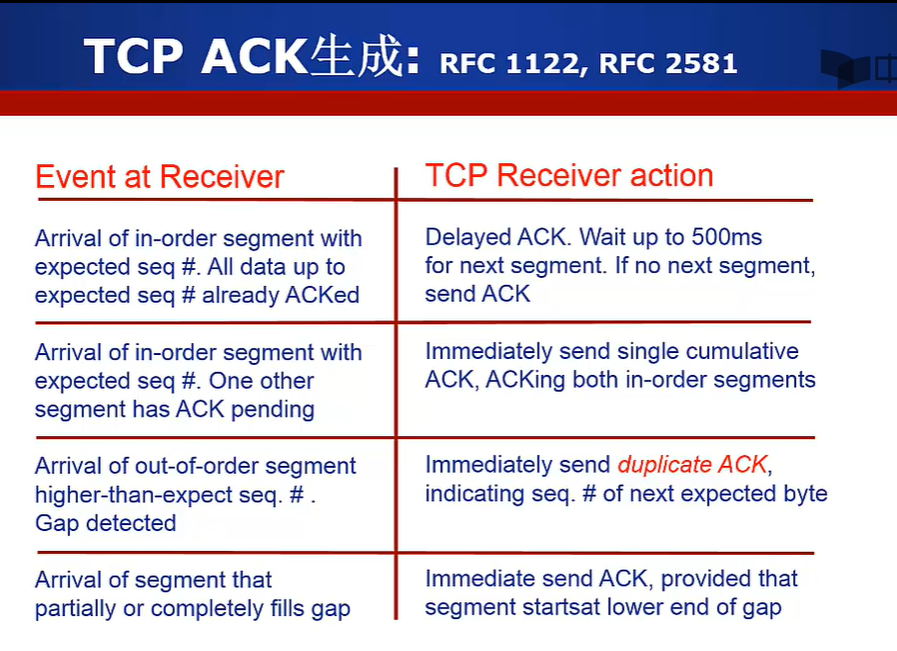 TCP ACK生成: RFC 1122, RFC 2581
Event at Receiver
TCP Receiver action
Arrival of in-order segment with
expected seq #. All data up to
expected seq # already ACKed
Delayed ACK. Wait up to 500ms
for next segment. If no next segment,
send ACK
Arrival of in-order segment with
expected seq #. One other
segment has ACK pending
Immediately send single cumulative
ACK, ACKing both in-order segments
Arrival of out-of-order segment
higher-than-expect seq. # .
Gap detected
Immediately send duplicate ACK,
indicating seq. # of next expected byte
Arrival of segment that
partially or completely fills gap
Immediate send ACK, provided that
segment startsat lower end of gap